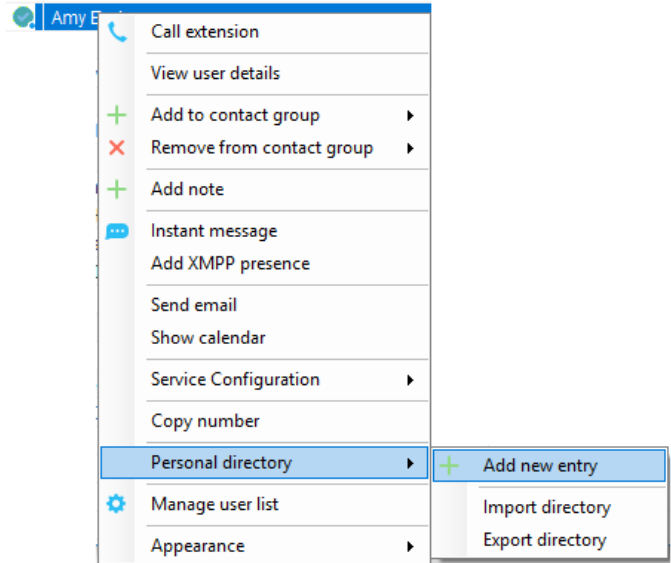 Amy
Call extension
View user details
Add to contact group
Remove from contact group
Add note
Instant message
Add XMPP presence
Send email
Show calendar
Service Configuration
Copy number
Personal directory
Add new entry
Manage user list
Import directory
Appearance
Export directory